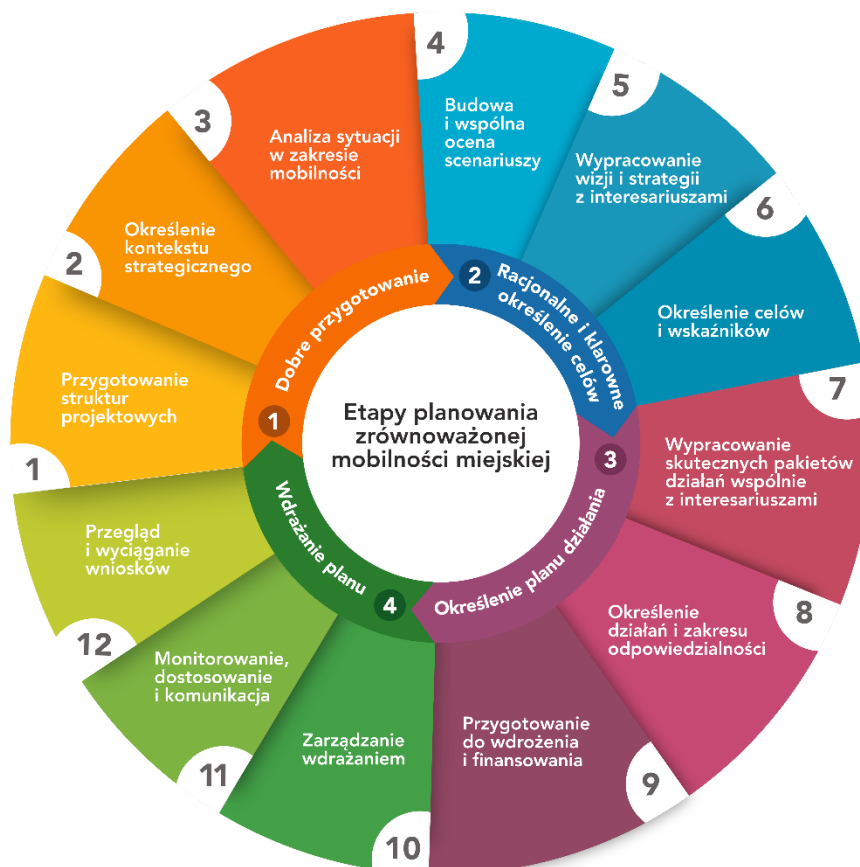 Etapy planowania
zrównoważonej
mobilności miejskiej
1
Dobre przygotowanie
2
Racjonalne i klarowne
określenie celów
3
Określenie planu działania
4
Wdrażanie planu
1
Przygotowanie
struktur
projektowych
2
Określenie
kontekstu
strategicznego
3
Analiza sytuacji
w zakresie
mobilności
4
Budowa
i wspólna
ocena
scenariuszy
5
Wypracowanie
wizji i strategii
z interesariuszami
6
Określenie celów
i wskaźników
7
Wypracowanie
skutecznych pakietów
działań wspólnie
z interesariuszami
8
Określenie
działań i zakresu
odpowiedzialności
9
Przygotowanie
do wdrożenia
i finansowania
10
Zarządzanie
wdrażaniem
11
Monitorowanie,
dostosowanie
i komunikacja
12
Przegląd
i wyciąganie
wniosków